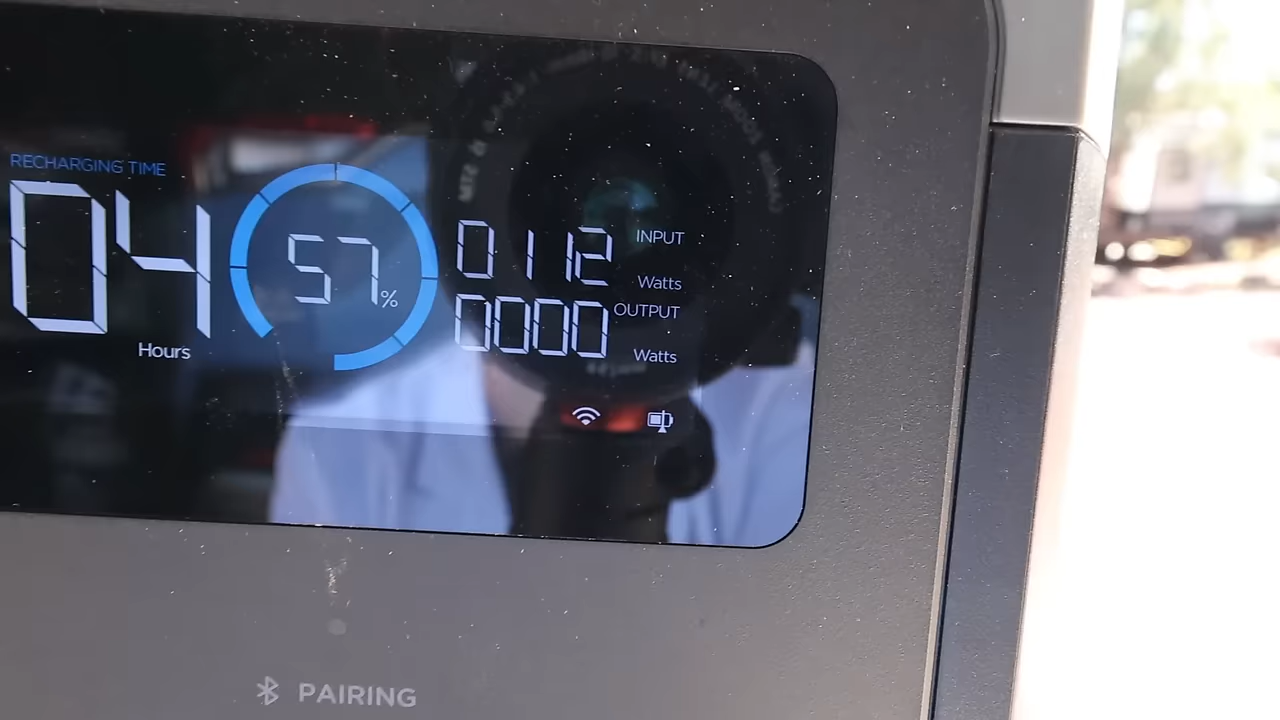 RECHARGING TIME
04
Hours
57%
0112 INPUT
Watts
0000 OUTPUT
Watts
PAIRING